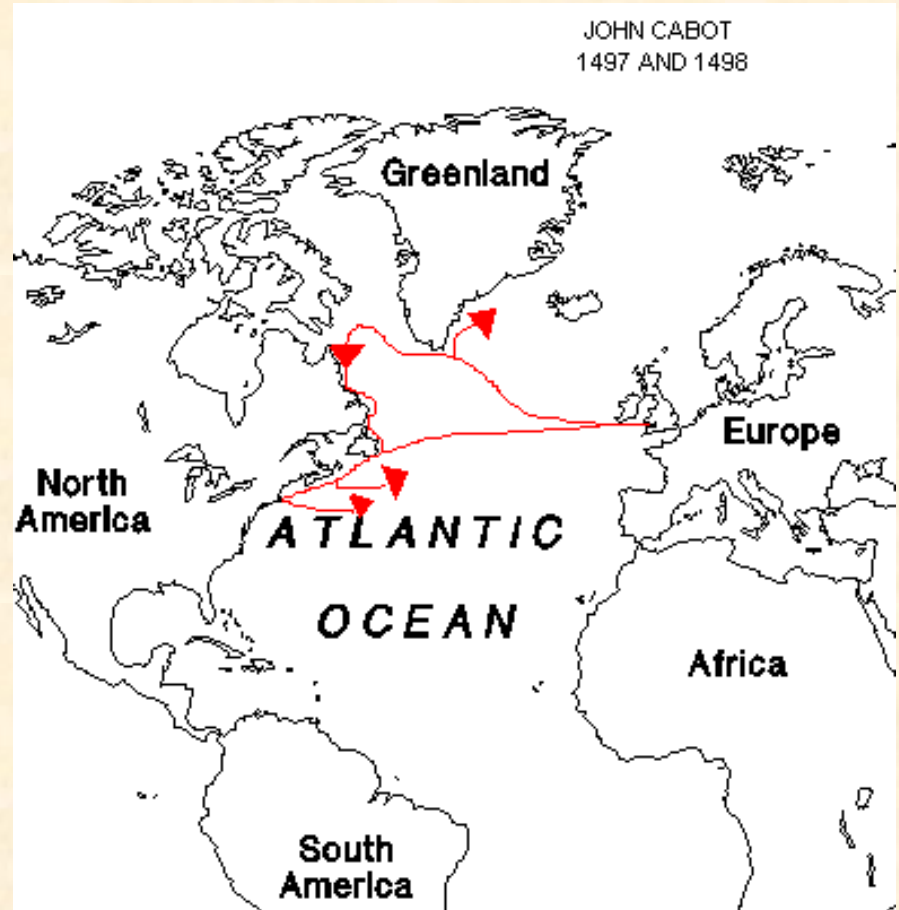 JOHN CABOT
1497 AND 1498
Greenland
Europe
North
America
ATLANTIC
OCEAN
Africa
South
America